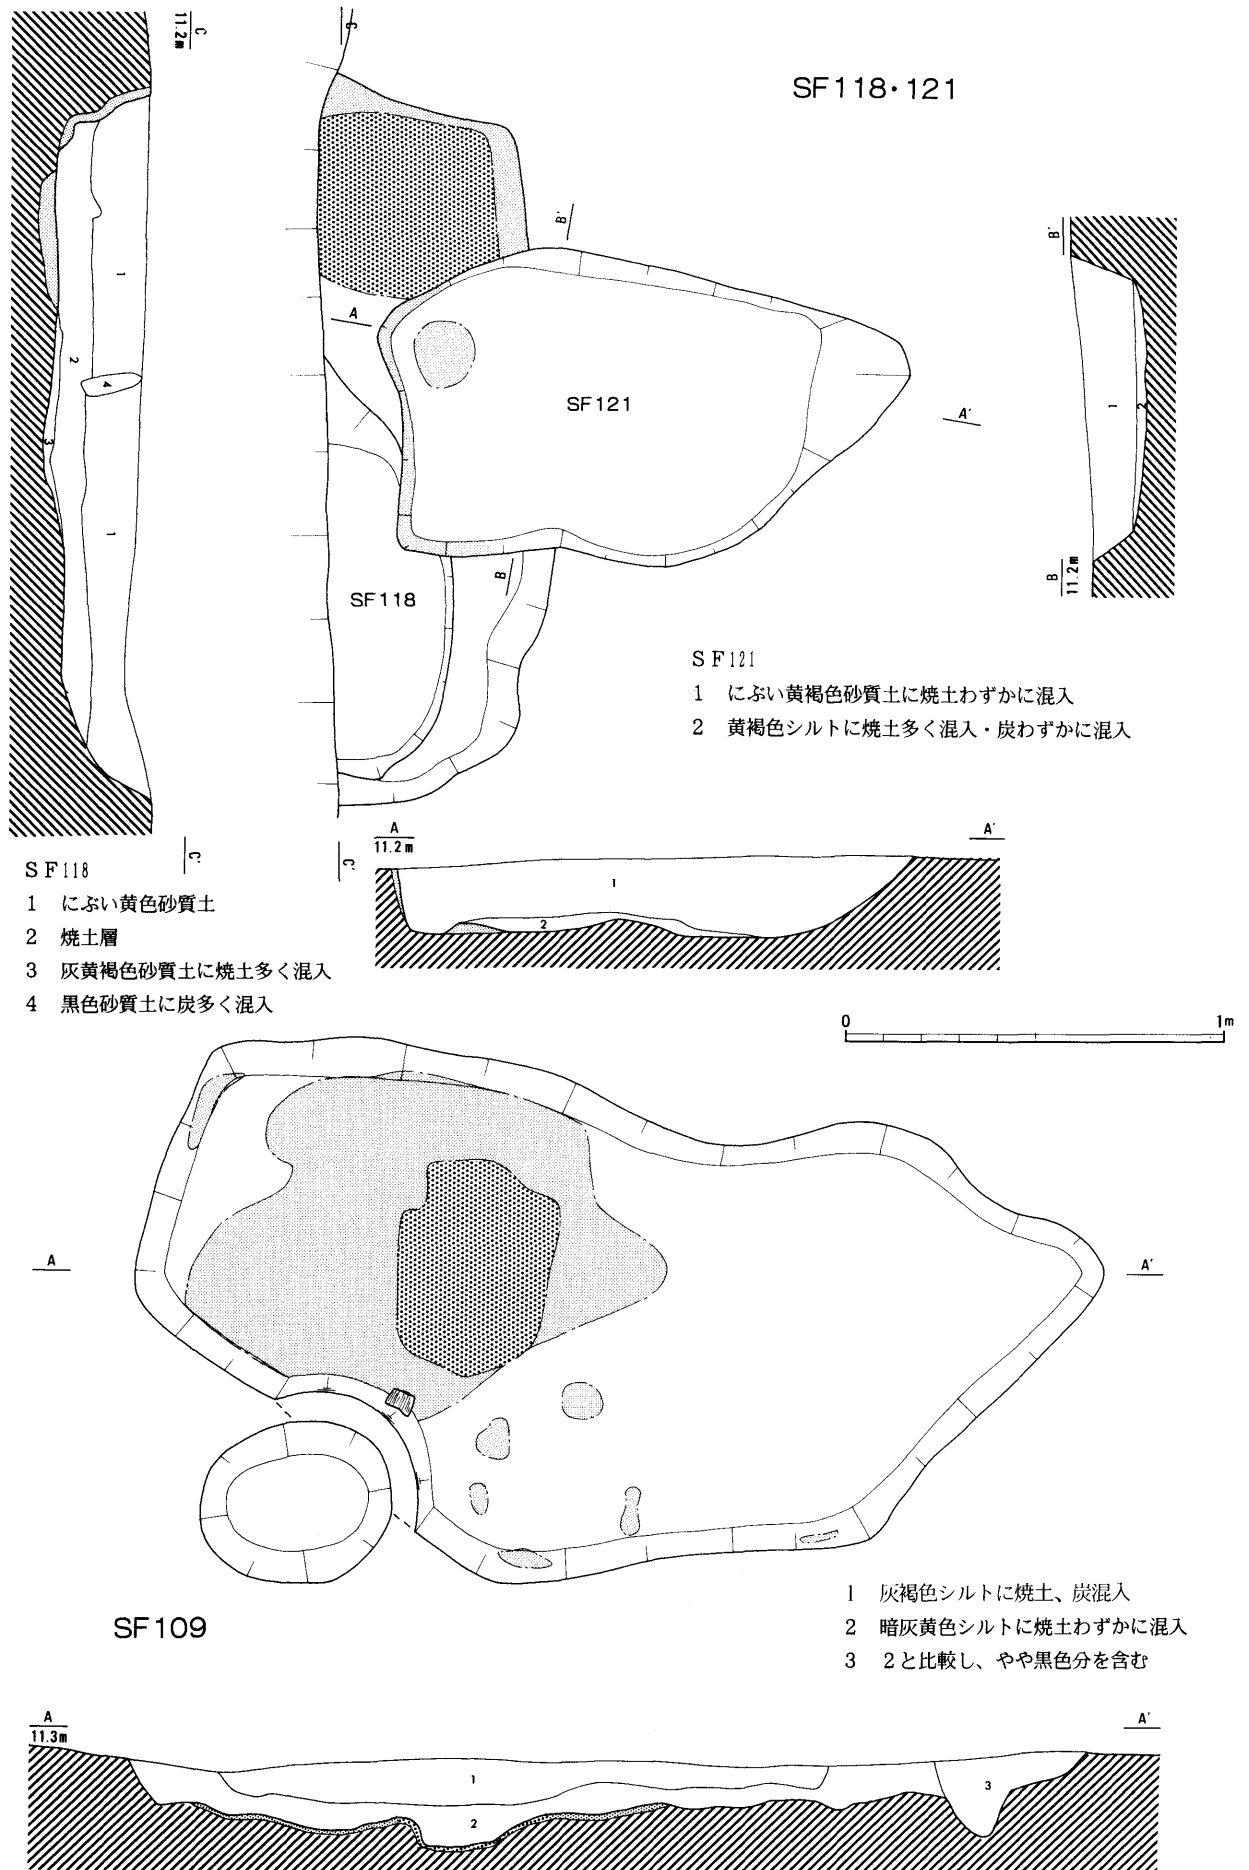 SF118・121
C
11.2m
C
B'
B'
A
SF121
A'
1
2
4
3
1
1
2
B
SF118
B
11.2m
SF121
1 にぶい黄褐色砂質土に焼土わずかに混入
2 黄褐色シルトに焼土多く混入・炭わずかに混入
C'
C'
A
11.2m
A'
1
2
SF118
1 にぶい黄色砂質土
2 焼土層
3 灰黄褐色砂質土に焼土多く混入
4 黒色砂質土に炭多く混入
0 1m
A
A'
SF109
1 灰褐色シルトに焼土、炭混入
2 暗灰黄色シルトに焼土わずかに混入
3 2と比較し、やや黒色分を含む
A
11.3m
A'
1
2
3